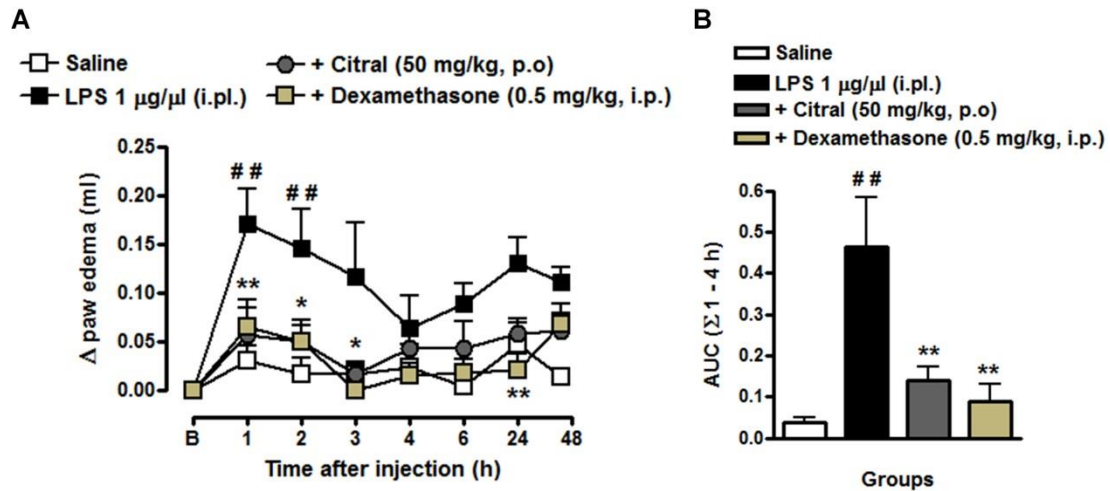 A
Saline
+ Citral (50 mg/kg, p.o)
LPS 1 μg/μl (i.pl.)
+ Dexamethasone (0.5 mg/kg, i.p.)
Δ paw edema (ml)
0.25
0.20
0.15
0.10
0.05
0.00
# #
# #
**
*
*
**
B
1
2
3
4
6
24
48
Time after injection (h)
B
Saline
LPS 1 μg/μl (i.pl.)
+ Citral (50 mg/kg, p.o)
+ Dexamethasone (0.5 mg/kg, i.p.)
AUC (Σ 1 - 4 h)
0.6
0.5
0.4
0.3
0.2
0.1
0.0
# #
**
**
Groups